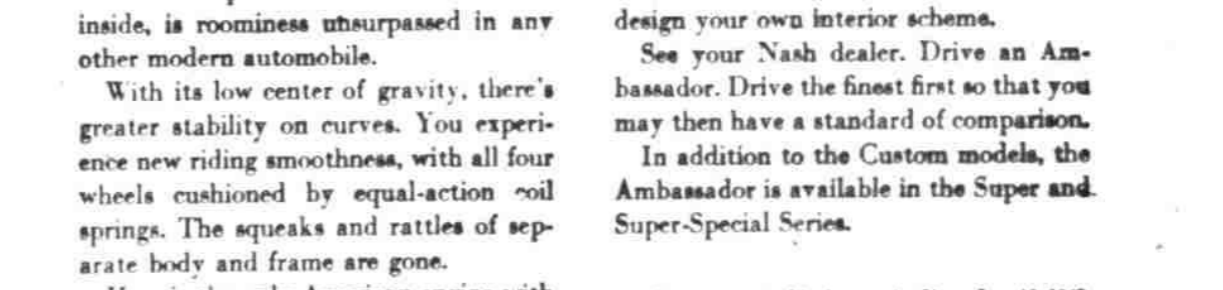 inside, is roominess unsurpassed in any
other modern automobile.
With its low center of gravity, there's
greater stability on curves. You experi-
ence new riding smoothness, with all four
wheels cushioned by equal-action coil
springs. The squeaks and rattles of sep-
arate body and frame are gone.
design your own interior scheme.
See your Nash dealer. Drive an Am-
bassador. Drive the finest first so that you
may then have a standard of comparison.
In addition to the Custom models, the
Ambassador is available in the Super and
Super-Special Series.